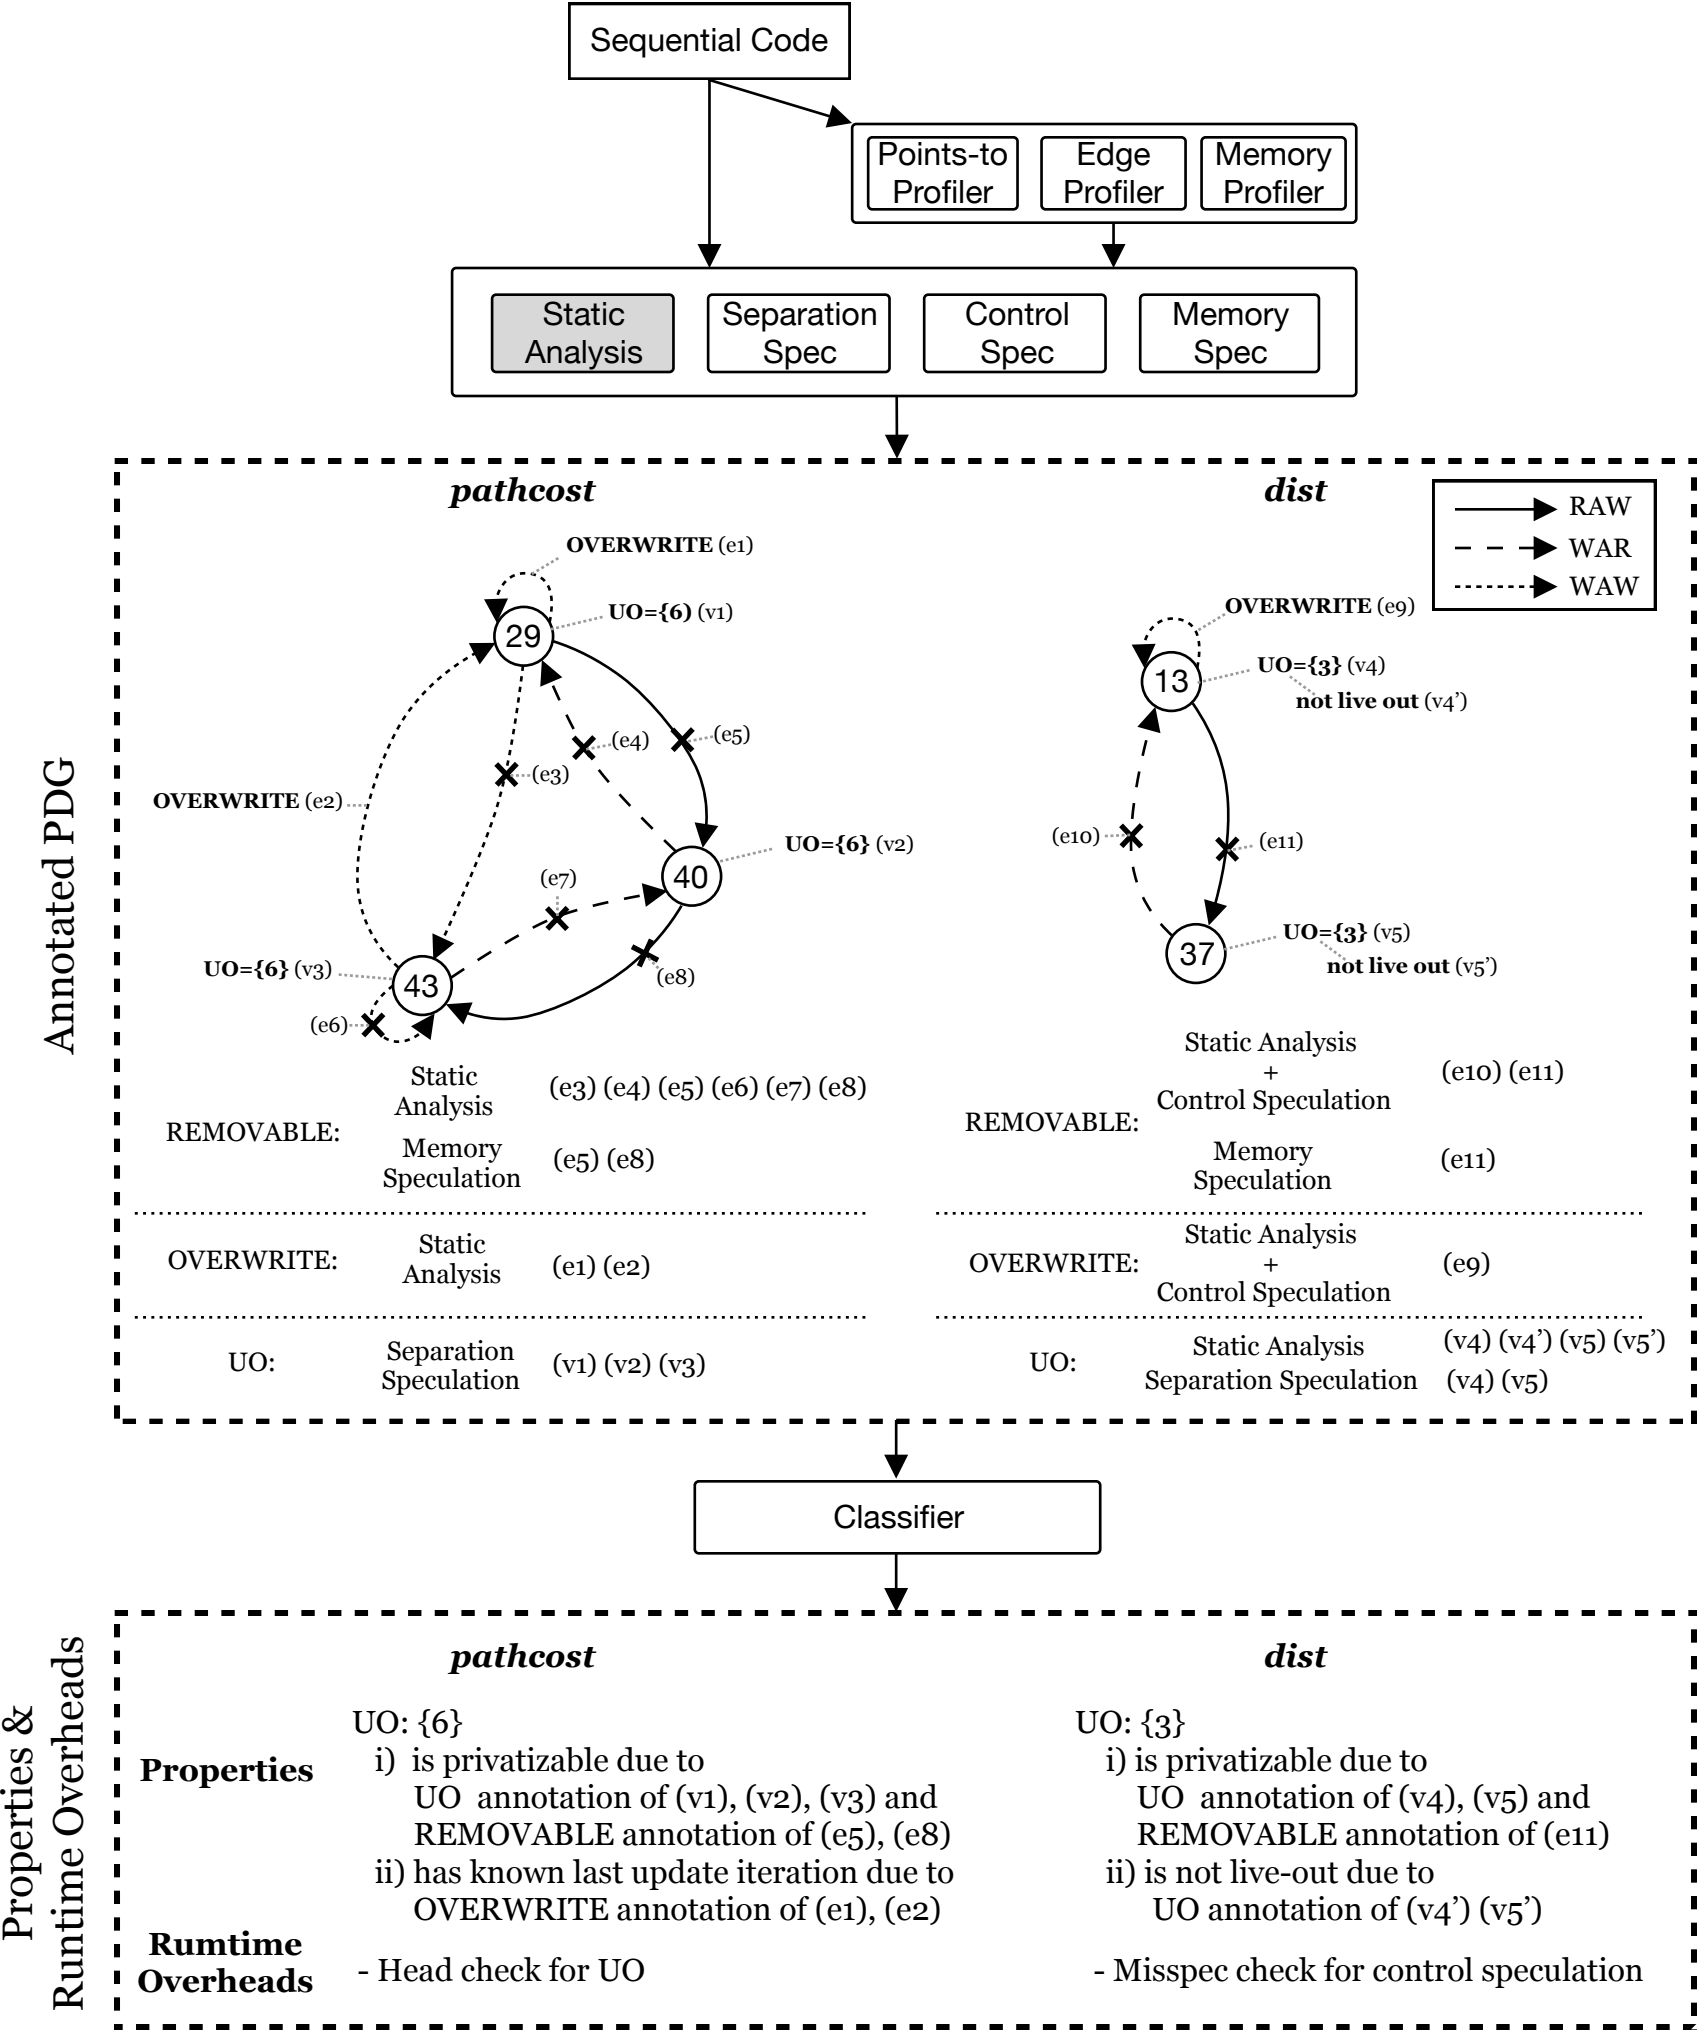 Sequential Code
Points-to
Profiler
Edge
Profiler
Memory
Profiler
Static
Analysis
Separation
Spec
Control
Spec
Memory
Spec
Annotated PDG
pathcost
OVERWRITE (e1)
29
UO={6) (v1)
(e4)
(e5)
(e3)
OVERWRITE (e2)
UO={6} (v2)
40
(e7)
UO={6} (v3)
43
(e8)
(e6)
REMOVABLE:
Static
Analysis
(e3) (e4) (e5) (e6) (e7) (e8)
Memory
Speculation
(e5) (e8)
OVERWRITE:
Static
Analysis
(e1) (e2)
UO:
Separation
Speculation
(v1) (v2) (v3)
dist
RAW
WAR
WAW
OVERWRITE (e9)
13
UO={3} (v4)
not live out (v4')
(e10)
(e11)
37
UO={3} (v5)
not live out (v5')
REMOVABLE:
Static Analysis
+
Control Speculation
(e10) (e11)
Memory
Speculation
(e11)
OVERWRITE:
Static Analysis
+
Control Speculation
(e9)
UO:
Static Analysis
(v4) (v4') (v5) (v5')
Separation Speculation
(v4) (v5)
Classifier
Properties &
Runtime Overheads
pathcost
Properties
UO: {6}
i) is privatizable due to
UO annotation of (v1), (v2), (v3) and
REMOVABLE annotation of (e5), (e8)
ii) has known last update iteration due to
OVERWRITE annotation of (e1), (e2)
Rumtime
Overheads
- Head check for UO
dist
UO: {3}
i) is privatizable due to
UO annotation of (v4), (v5) and
REMOVABLE annotation of (e11)
ii) is not live-out due to
UO annotation of (v4') (v5')
- Misspec check for control speculation